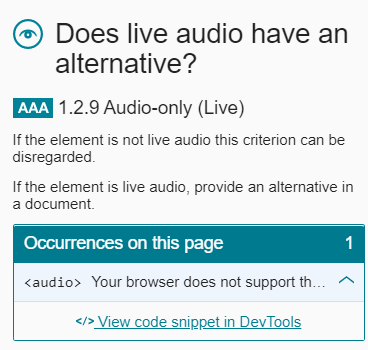 Does live audio have an
alternative?
AAA 1.2.9 Audio-only (Live)
If the element is not live audio this criterion can be
disregarded.
If the element is live audio, provide an alternative in
a document.
Occurrences on this page 1
<audio> Your browser does not support th...
</> View code snippet in DevTools